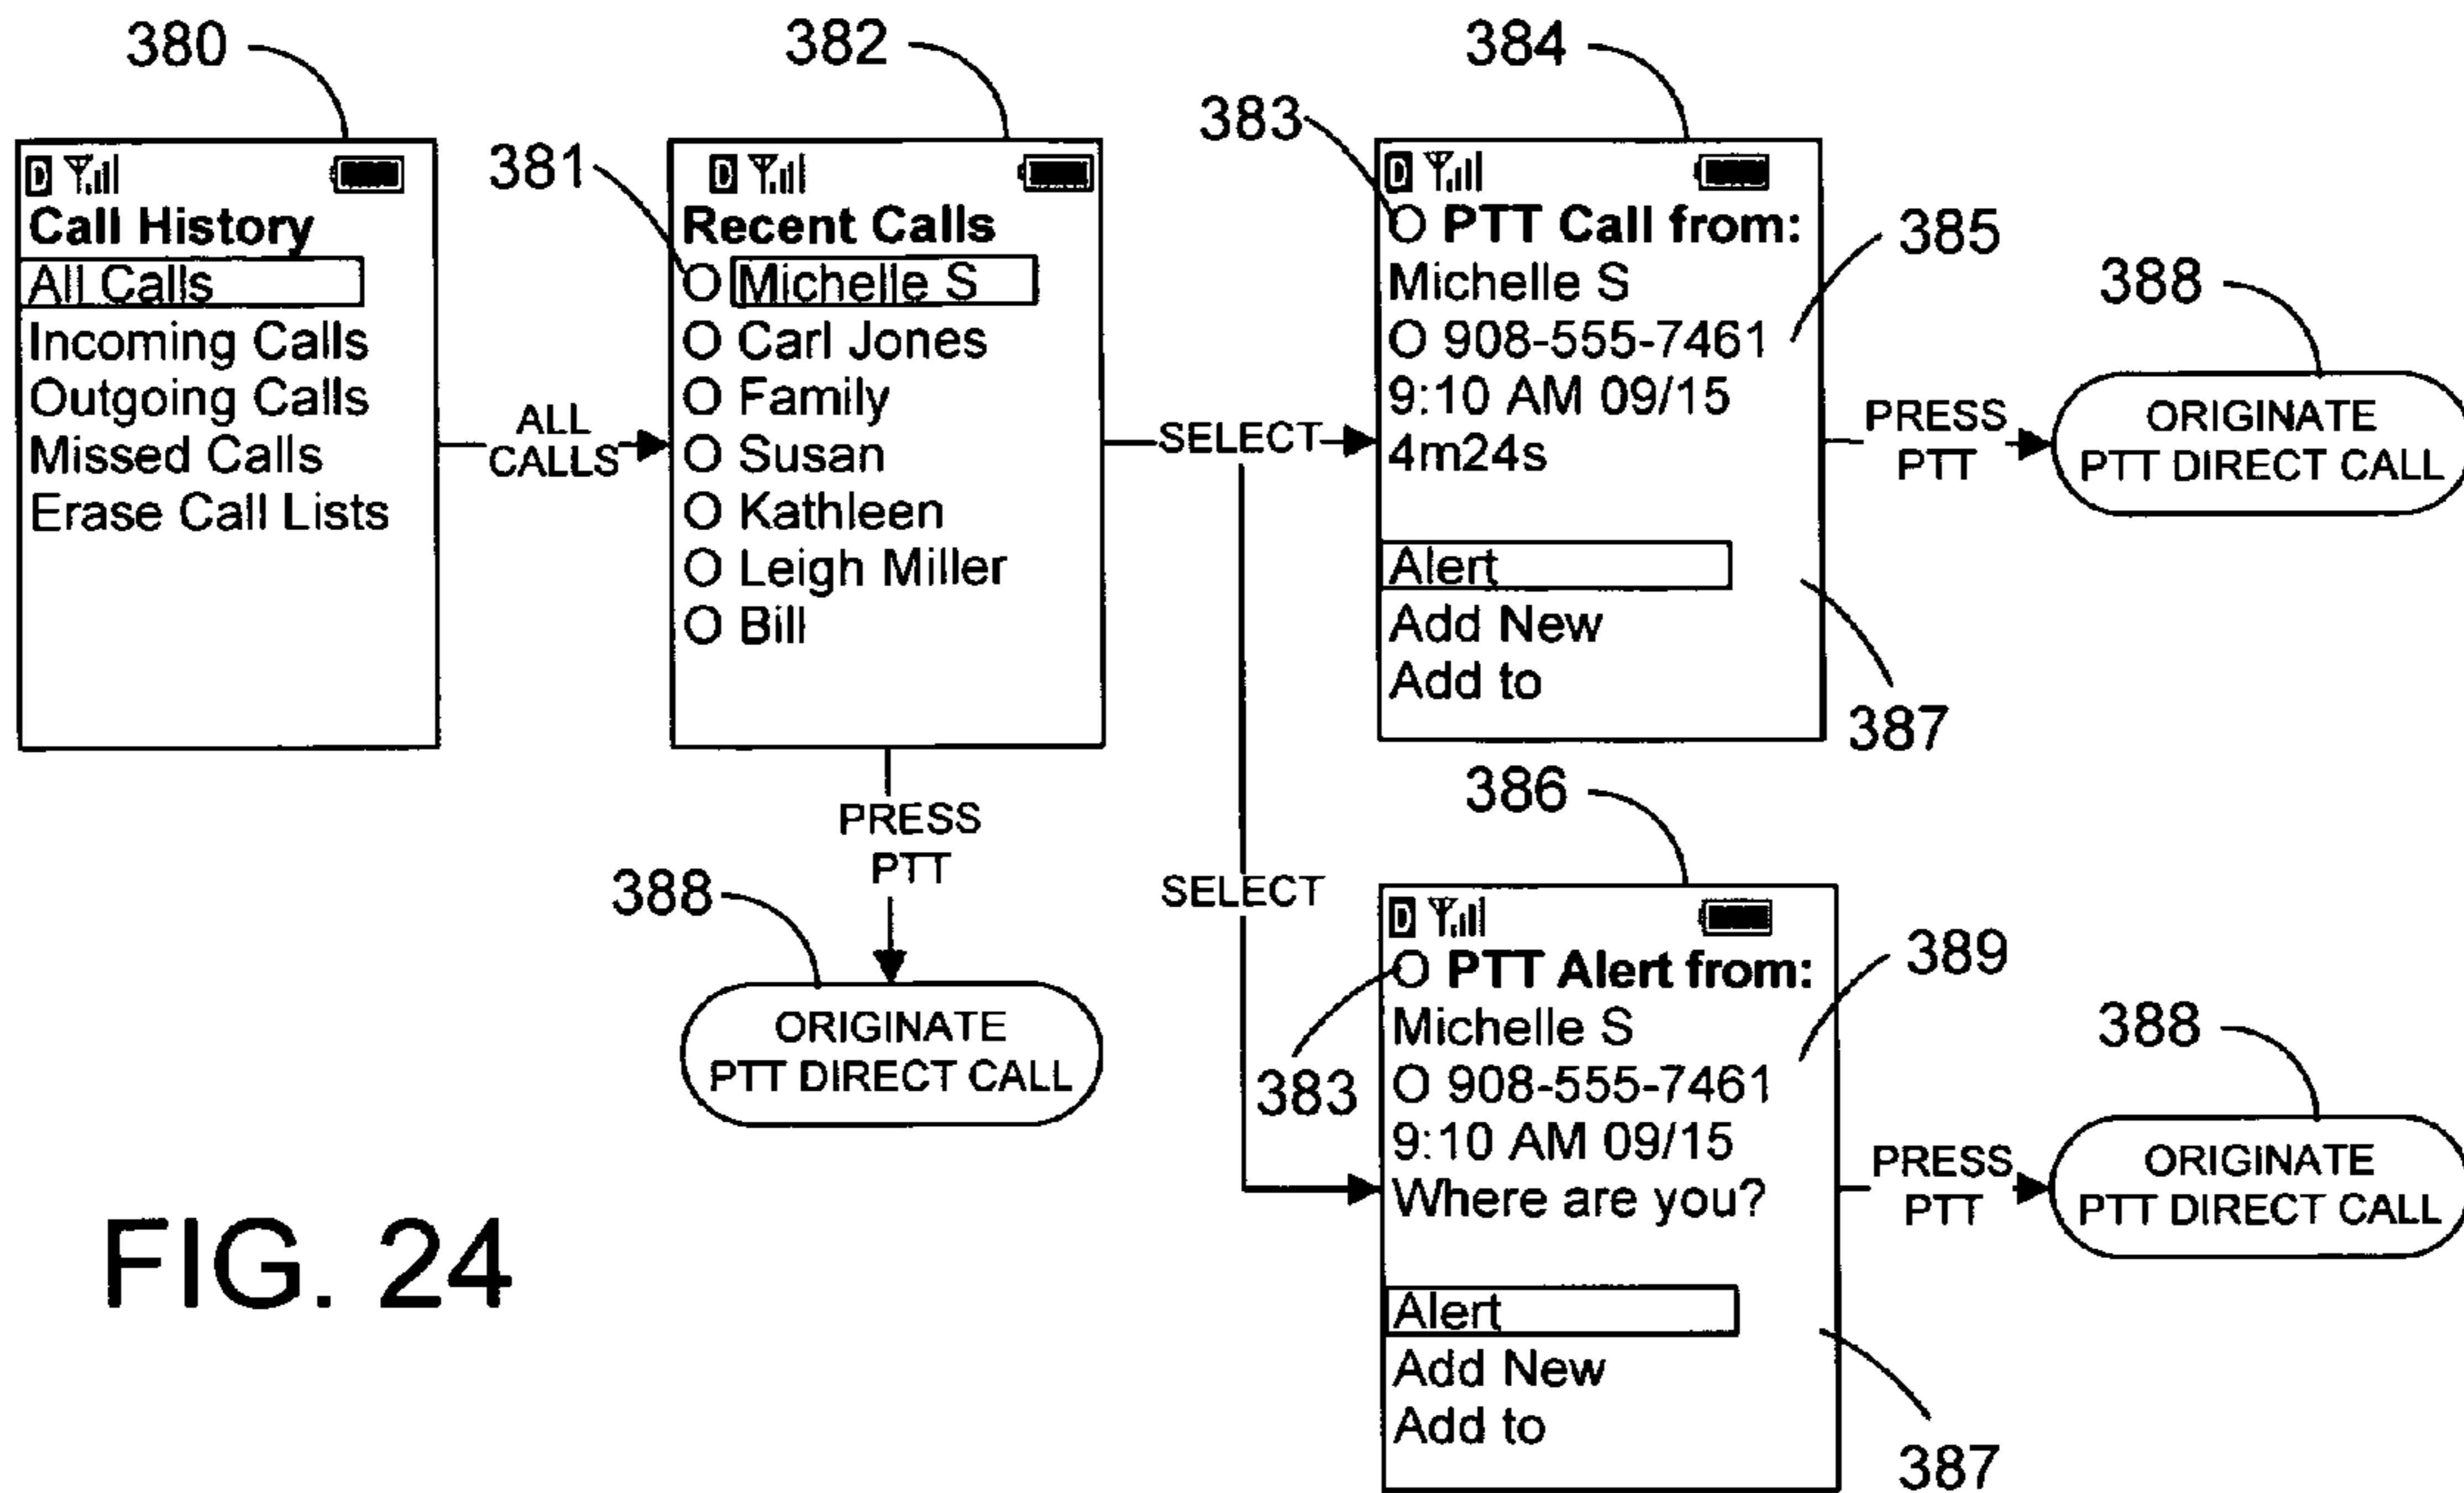 380
382
384
383
381
385
388
D
Call History
All Calls
Incoming Calls
Outgoing Calls
Missed Calls
Erase Call Lists
ALL
CALLS
D
Recent Calls
O Michelle S
O Carl Jones
O Family
O Susan
O Kathleen
O Leigh Miller
O Bill
SELECT
D
O PTT Call from:
Michelle S
O 908-555-7461
9:10 AM 09/15
4m24s
Alert
Add New
Add to
387
PRESS
PTT
ORIGINATE
PTT DIRECT CALL
PRESS
PTT
388
ORIGINATE
PTT DIRECT CALL
SELECT
386
D
O PTT Alert from:
Michelle S
O 908-555-7461
9:10 AM 09/15
Where are you?
Alert
Add New
Add to
383
389
387
PRESS
PTT
388
ORIGINATE
PTT DIRECT CALL
FIG. 24